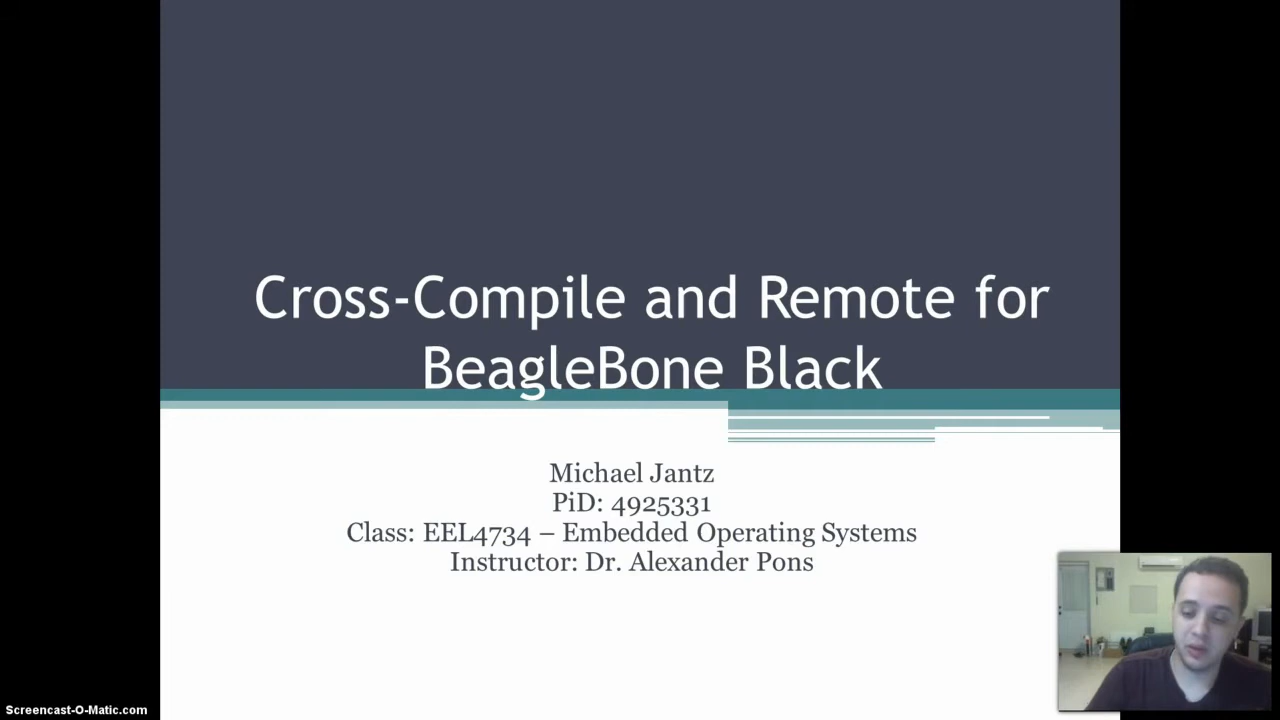 Cross-Compile and Remote for
BeagleBone Black
Michael Jantz
PiD: 4925331
Class: EEL4734 – Embedded Operating Systems
Instructor: Dr. Alexander Pons
Screencast-O-Matic.com